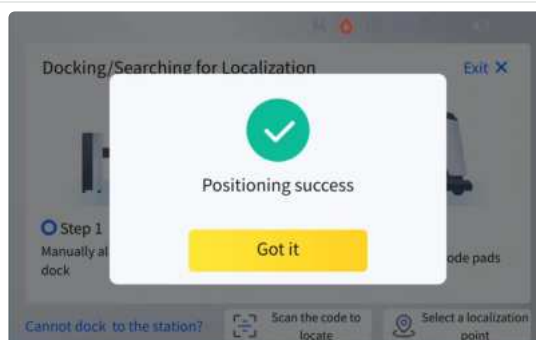 Docking/Searching for Localization
Exit ×
Positioning success
Got it
Step 1
Manually al
dock
ode pads
Cannot dock to the station?
Scan the code to
locate
Select a localization
point